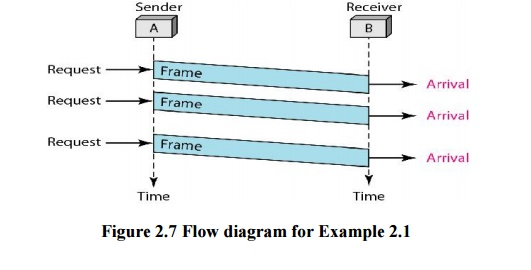 Sender Receiver
A B
Request Frame
Arrival
Request Frame
Arrival
Request Frame
Arrival
Time Time
Figure 2.7 Flow diagram for Example 2.1